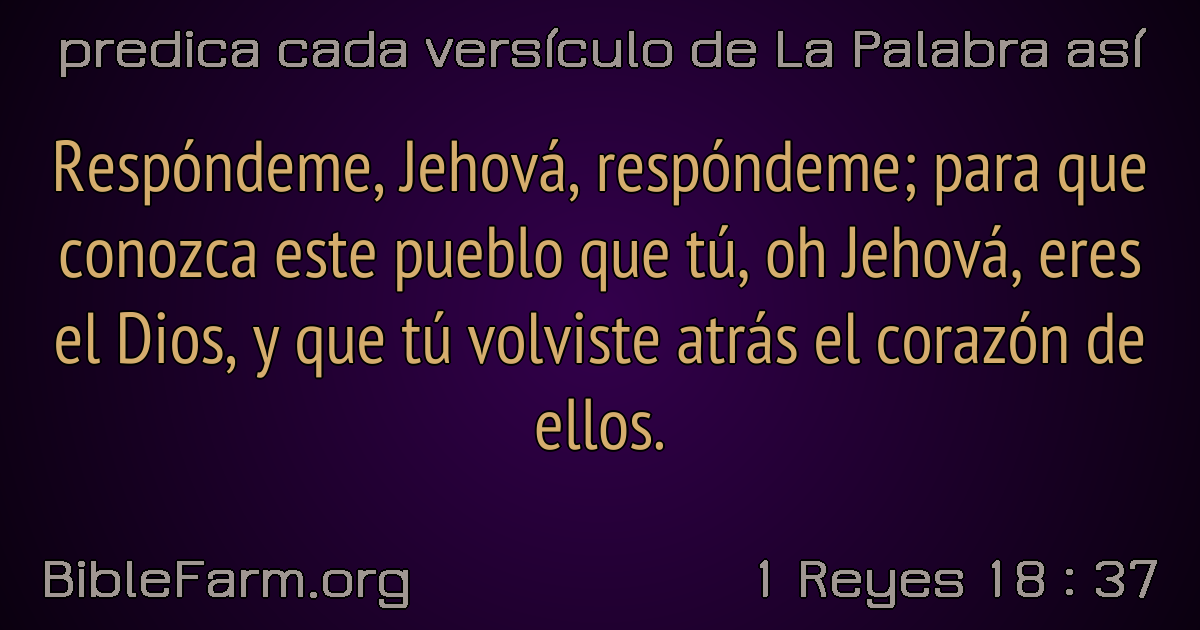 predica cada versículo de La Palabra así
Respóndeme, Jehová, respóndeme; para que
conozca este pueblo que tú, oh Jehová, eres
el Dios, y que tú volviste atrás el corazón de
ellos.
BibleFarm.org
1 Reyes 18 : 37